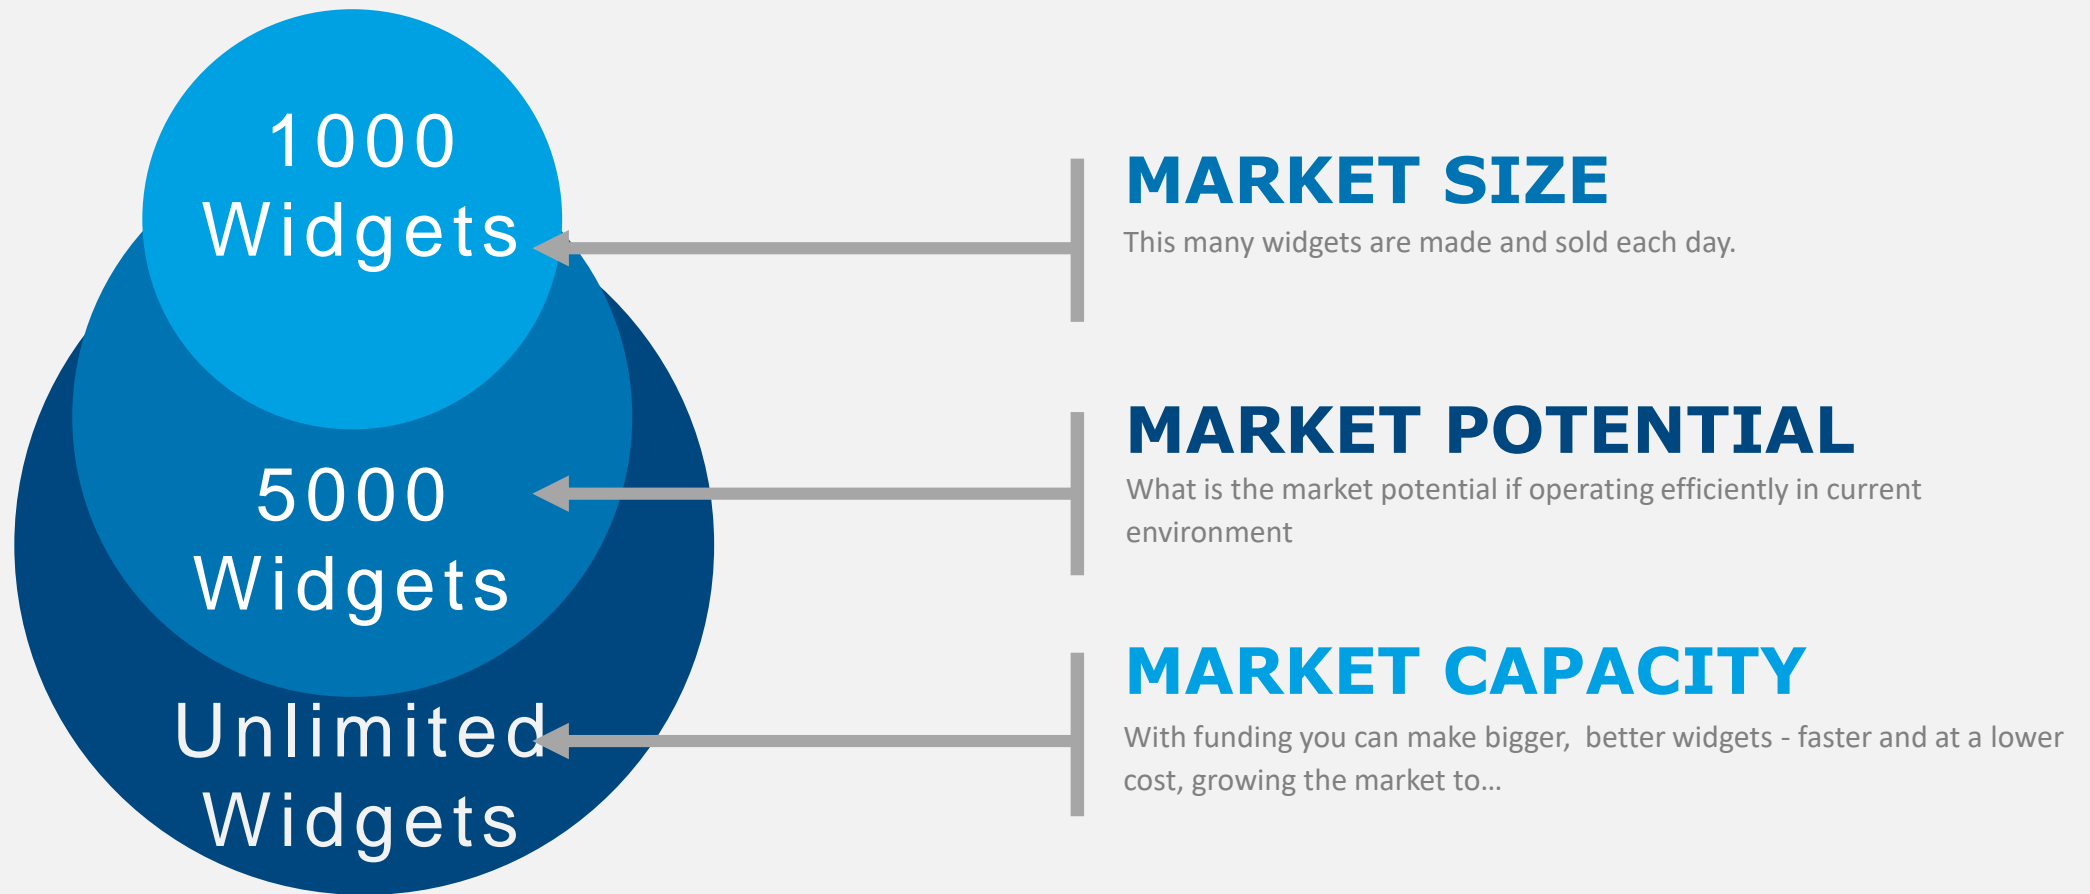 1000
Widgets
MARKET SIZE
This many widgets are made and sold each day.
5000
Widgets
MARKET POTENTIAL
What is the market potential if operating efficiently in current
environment
Unlimited
Widgets
MARKET CAPACITY
With funding you can make bigger,  better widgets - faster and at a lower
cost, growing the market to…